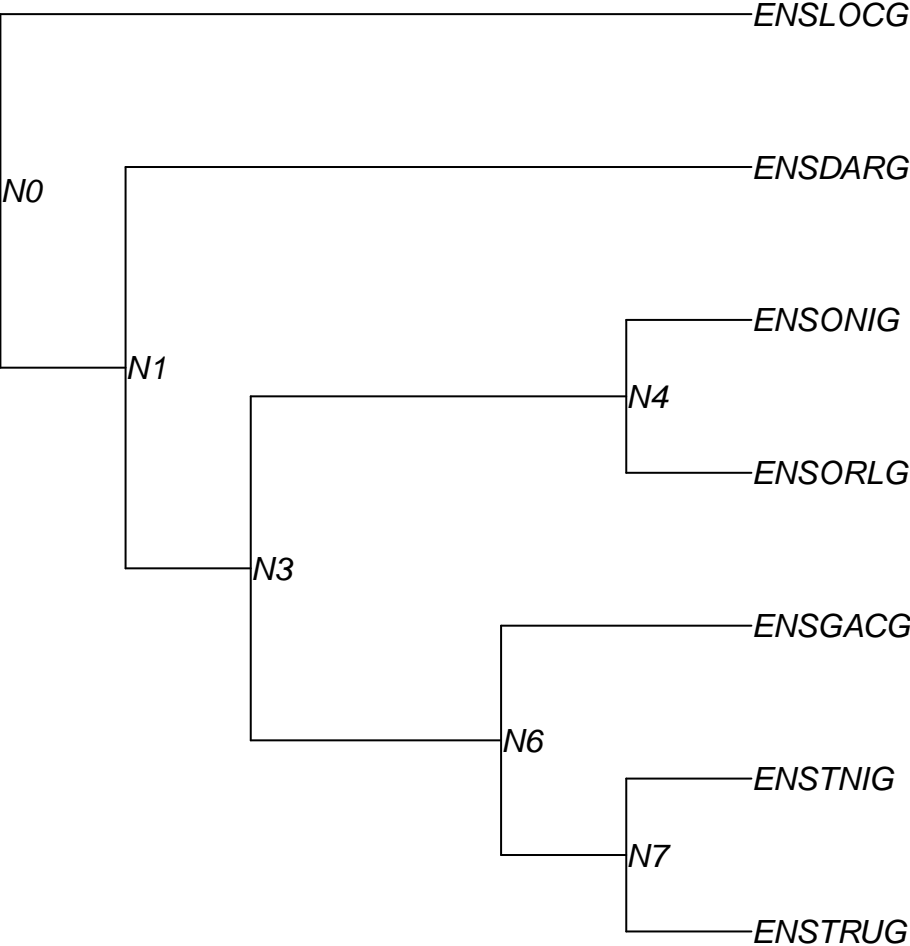 ENSLOCG
ENSDARG
N0
ENSONIG
N1
N4
ENSORLG
N3
ENSGACG
N6
ENSTNIG
N7
ENSTRUG